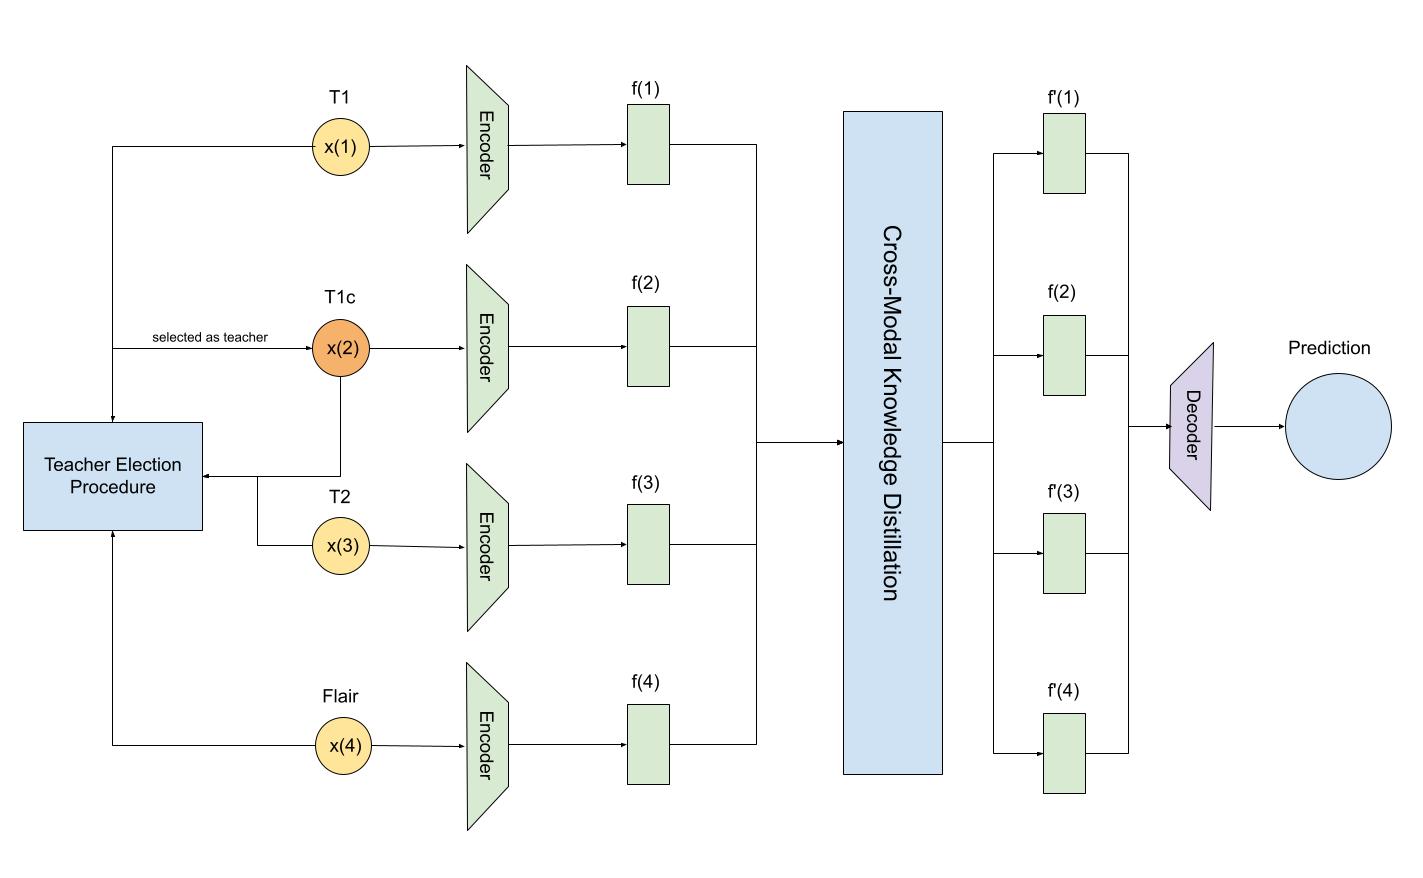 T1
x(1)
Encoder
f(1)
T1c
selected as teacher
x(2)
Encoder
f(2)
Teacher Election
Procedure
T2
x(3)
Encoder
f(3)
Flair
x(4)
Encoder
f(4)
Cross-Modal Knowledge Distillation
f'(1)
f(2)
f'(3)
f'(4)
Decoder
Prediction